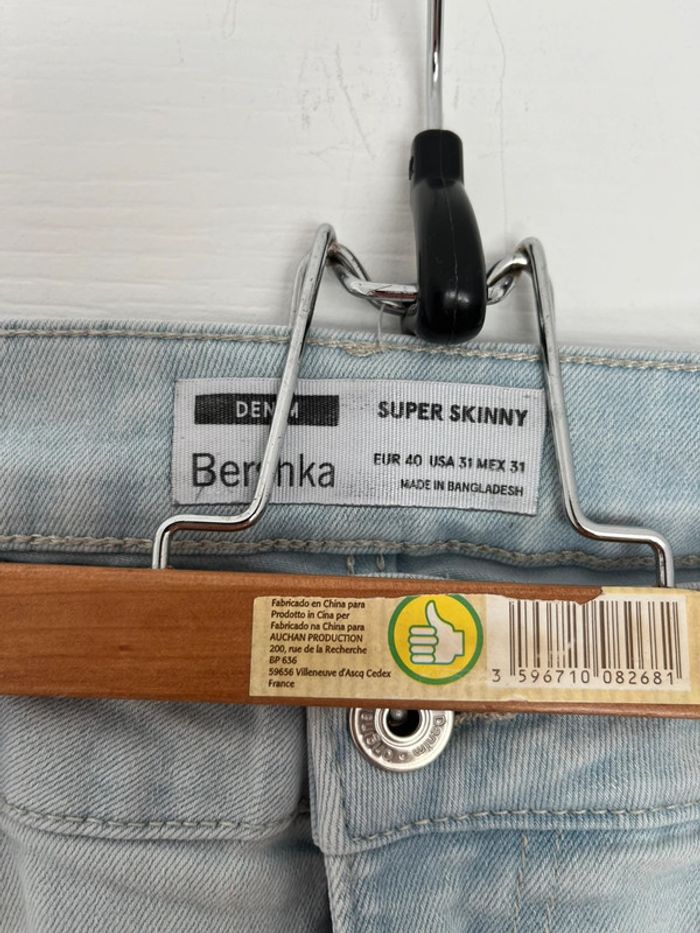 DENIM
SUPER SKINNY
Bershka
EUR 40 USA 31 MEX 31
MADE IN BANGLADESH
Fabricado en China para
Prodotto in Cina per
Fabricado na China para
AUCHAN PRODUCTION
200, rue de la Recherche
BP 636
59656 Villeneuve d'Ascq Cedex
France
3 596710 082681
Denim